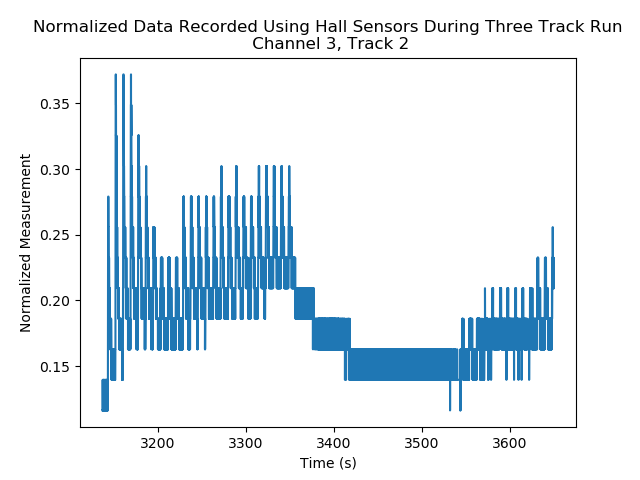 Normalized Data Recorded Using Hall Sensors During Three Track Run
Channel 3, Track 2
Normalized Measurement
0.35
0.30
0.25
0.20
0.15
3200
3300
3400
3500
3600
Time (s)